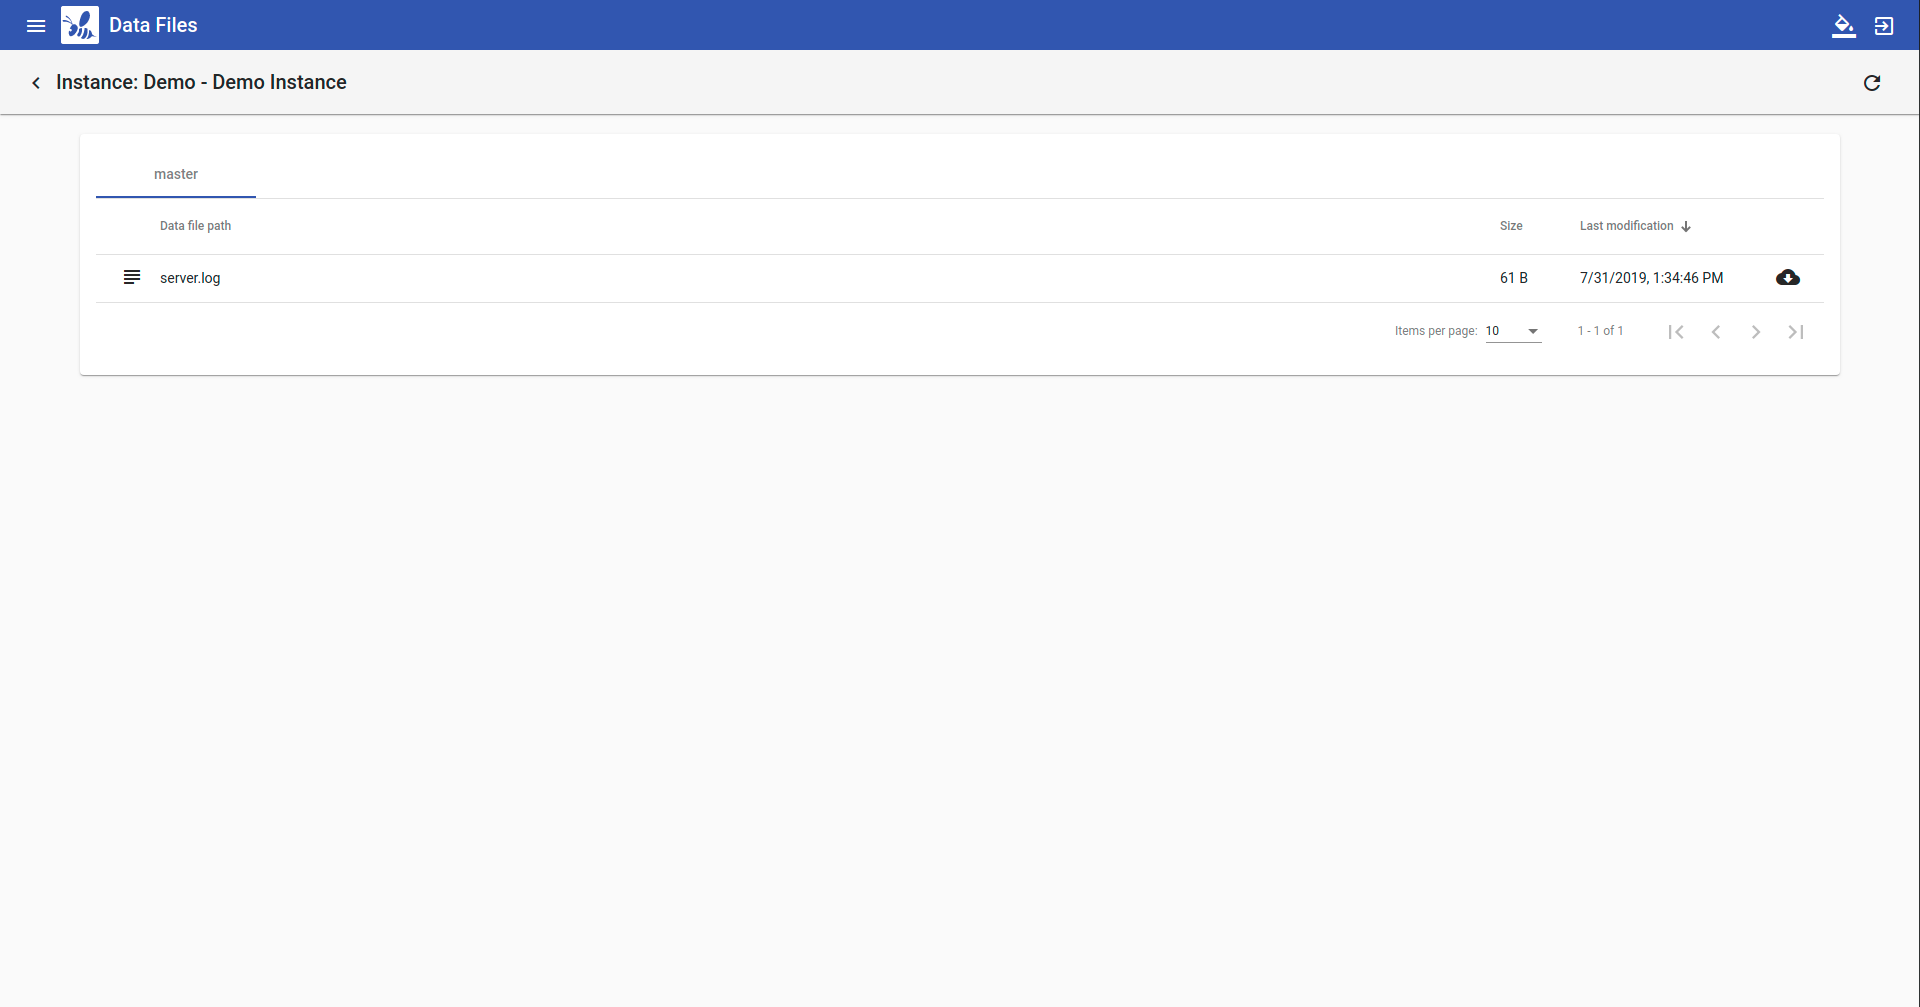 Data Files
Instance: Demo - Demo Instance
master
Data file path Size Last modification
server.log 61 B 7/31/2019, 1:34:46 PM
Items per page: 10 1 - 1 of 1